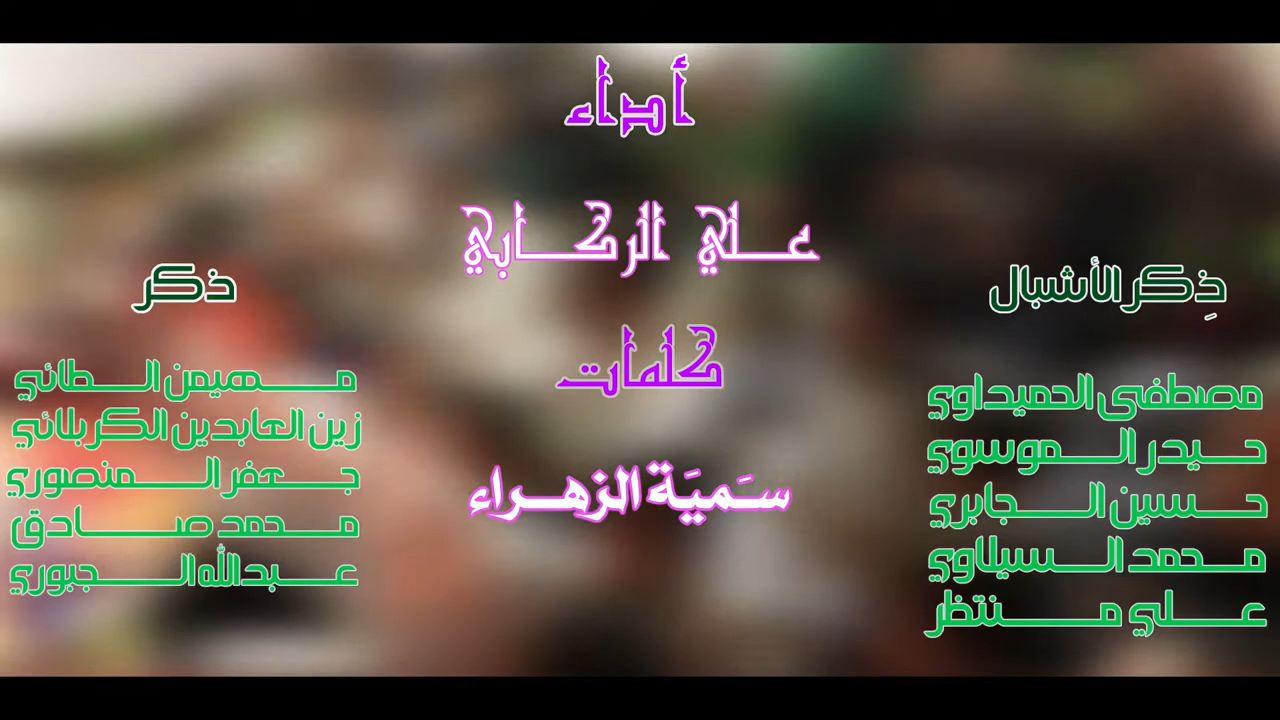 أداء
علي الركابي
كلمات
سَميَة الزهراء
ذِكر الأشبال
مصطفى الحميداوي
حيدر الموسوي
حسين الجابري
محمد السيلاوي
علي منتظر
ذكر
مهيمن الطائي
زين العابدين الكربلائي
جعفر المنصوري
محمد صادق
عبدالله الجبوري